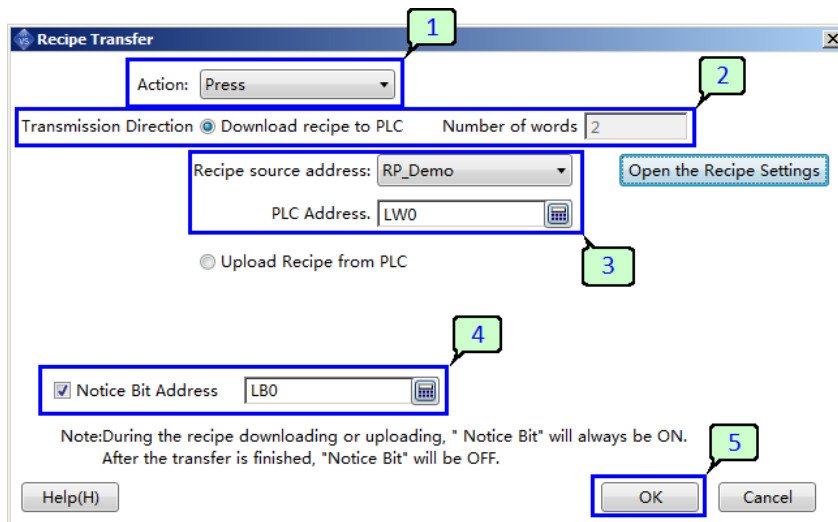 1
Recipe Transfer
2
Action: Press
Transmission Direction Download recipe to PLC Number of words 2
Recipe source address: RP_Demo Open the Recipe Settings
PLC Address. LW0
Upload Recipe from PLC
3
4
Notice Bit Address LB0
Note:During the recipe downloading or uploading, " Notice Bit" will always be ON.
After the transfer is finished, "Notice Bit" will be OFF.
5
Help(H) OK Cancel